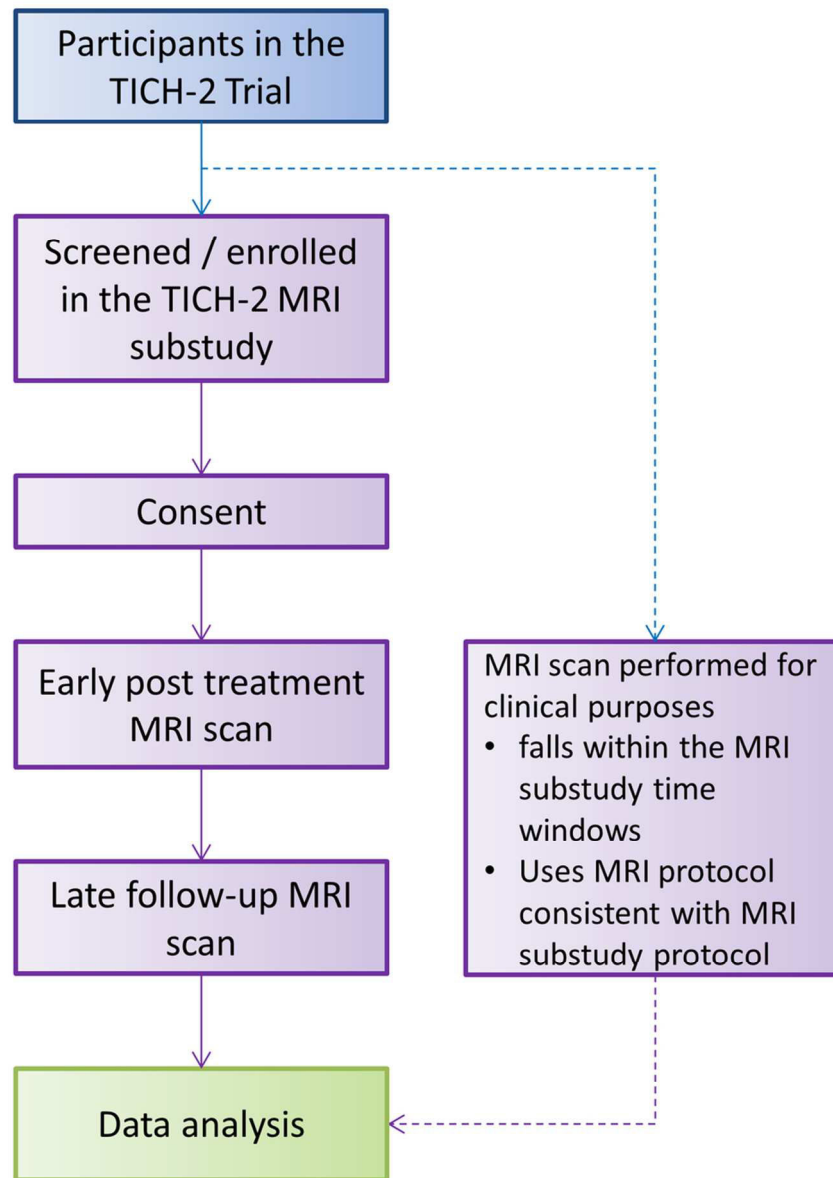 Participants in the
TICH-2 Trial
Screened / enrolled
in the TICH-2 MRI
substudy
Consent
Early post treatment
MRI scan
Late follow-up MRI
scan
Data analysis
MRI scan performed for
clinical purposes
• falls within the MRI
substudy time
windows
• Uses MRI protocol
consistent with MRI
substudy protocol